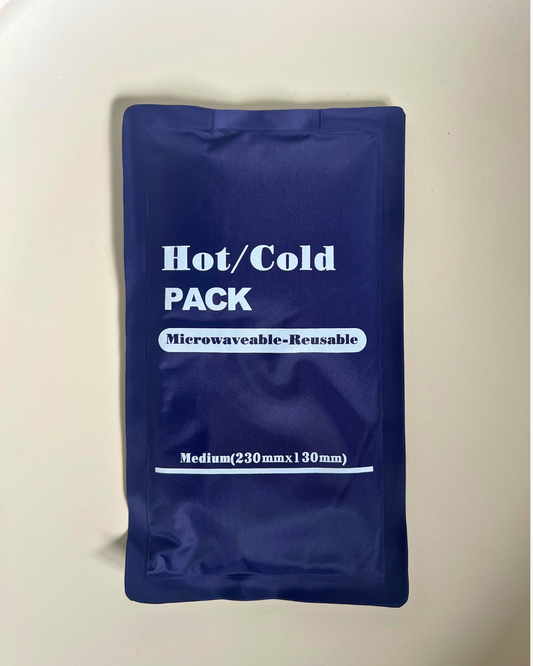 Hot/Cold
PACK
Microwaveable-Reusable
Medium(230mmx130mm)